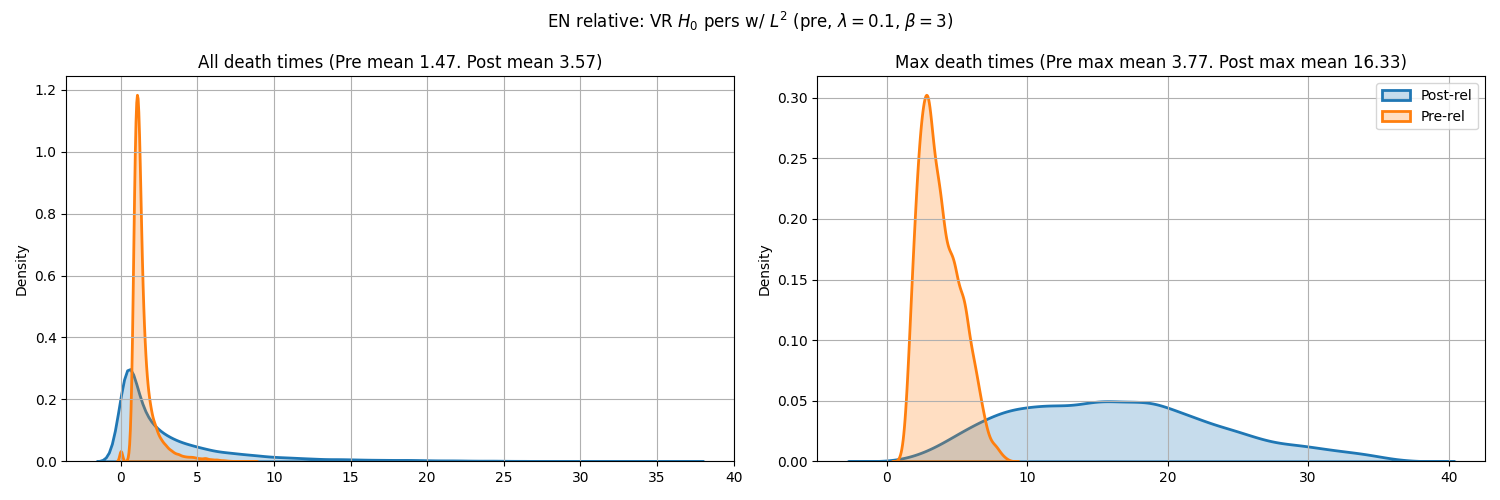 EN relative: VR $H_0$ pers w/ $L^2$ (pre, $\lambda = 0.1$, $\beta = 3$)
All death times (Pre mean 1.47. Post mean 3.57)
Density
1.2
1.0
0.8
0.6
0.4
0.2
0.0
0 5 10 15 20 25 30 35 40
Max death times (Pre max mean 3.77. Post max mean 16.33)
Post-rel
Pre-rel
Density
0.30
0.25
0.20
0.15
0.10
0.05
0.00
0 10 20 30 40